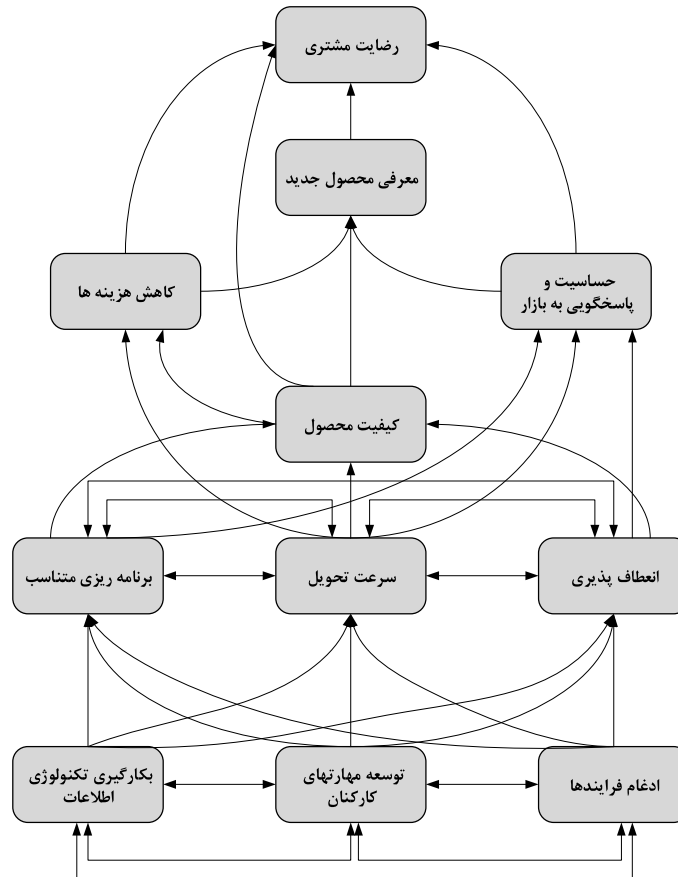 رضایت مشتری
معرفی محصول جدید
حساسیت و
پاسخگویی به بازار
کاهش هزینه ها
کیفیت محصول
انعطاف پذیری
سرعت تحویل
برنامه ریزی متناسب
ادغام فرایندها
توسعه مهارتهای
کارکنان
بکارگیری تکنولوژی
اطلاعات